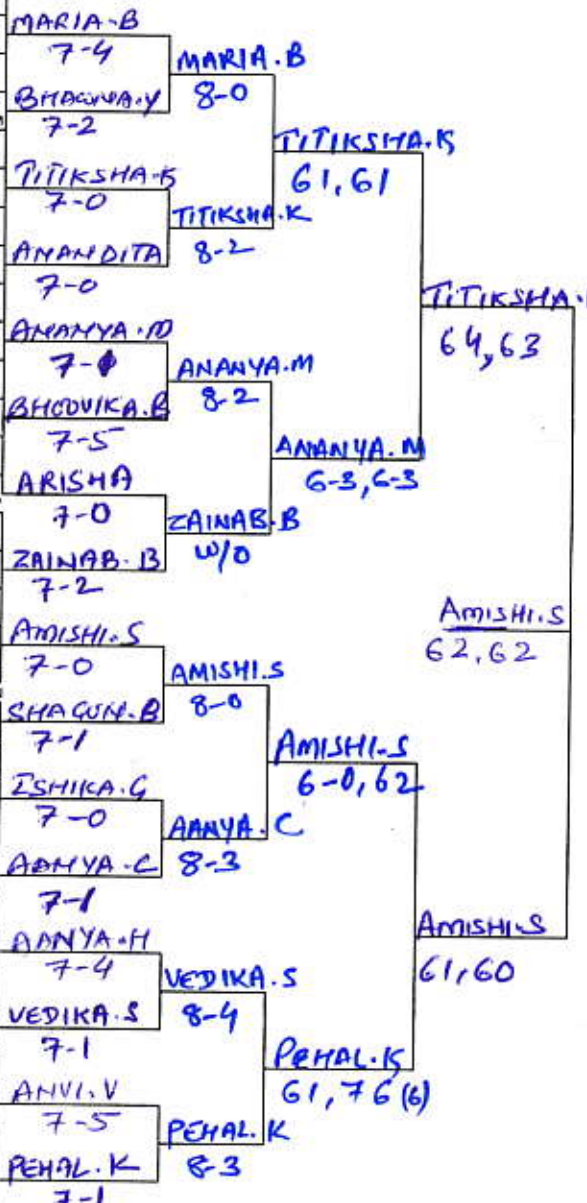 MARIA.B
7-4
BHAGWA.Y
7-2
TITIKSHA.K
7-0
ANANDITA
7-0
ANANYA.M
7-1
BHOOVIKA.B
7-5
ARISHA
7-0
ZAINAB.B
7-2
AMISHI.S
7-0
SHAGUN.B
7-1
ISHIKA.G
7-0
AANYA.C
7-1
AANYA.H
7-4
VEDIKA.S
7-1
ANVI.V
7-5
PEHAL.K
7-1
MARIA.B
8-0
TITIKSHA.K
8-2
ANANYA.M
8-2
ZAINAB.B
W/O
AMISHI.S
8-0
AANYA.C
8-3
VEDIKA.S
8-4
PEHAL.K
8-3
TITIKSHA.K
61, 61
ANANYA.M
6-3, 6-3
AMISHI.S
6-0, 62
PEHAL.K
61, 76 (6)
TITIKSHA.
64, 63
AMISHI.S
61, 60
AMISHI.S
62, 62